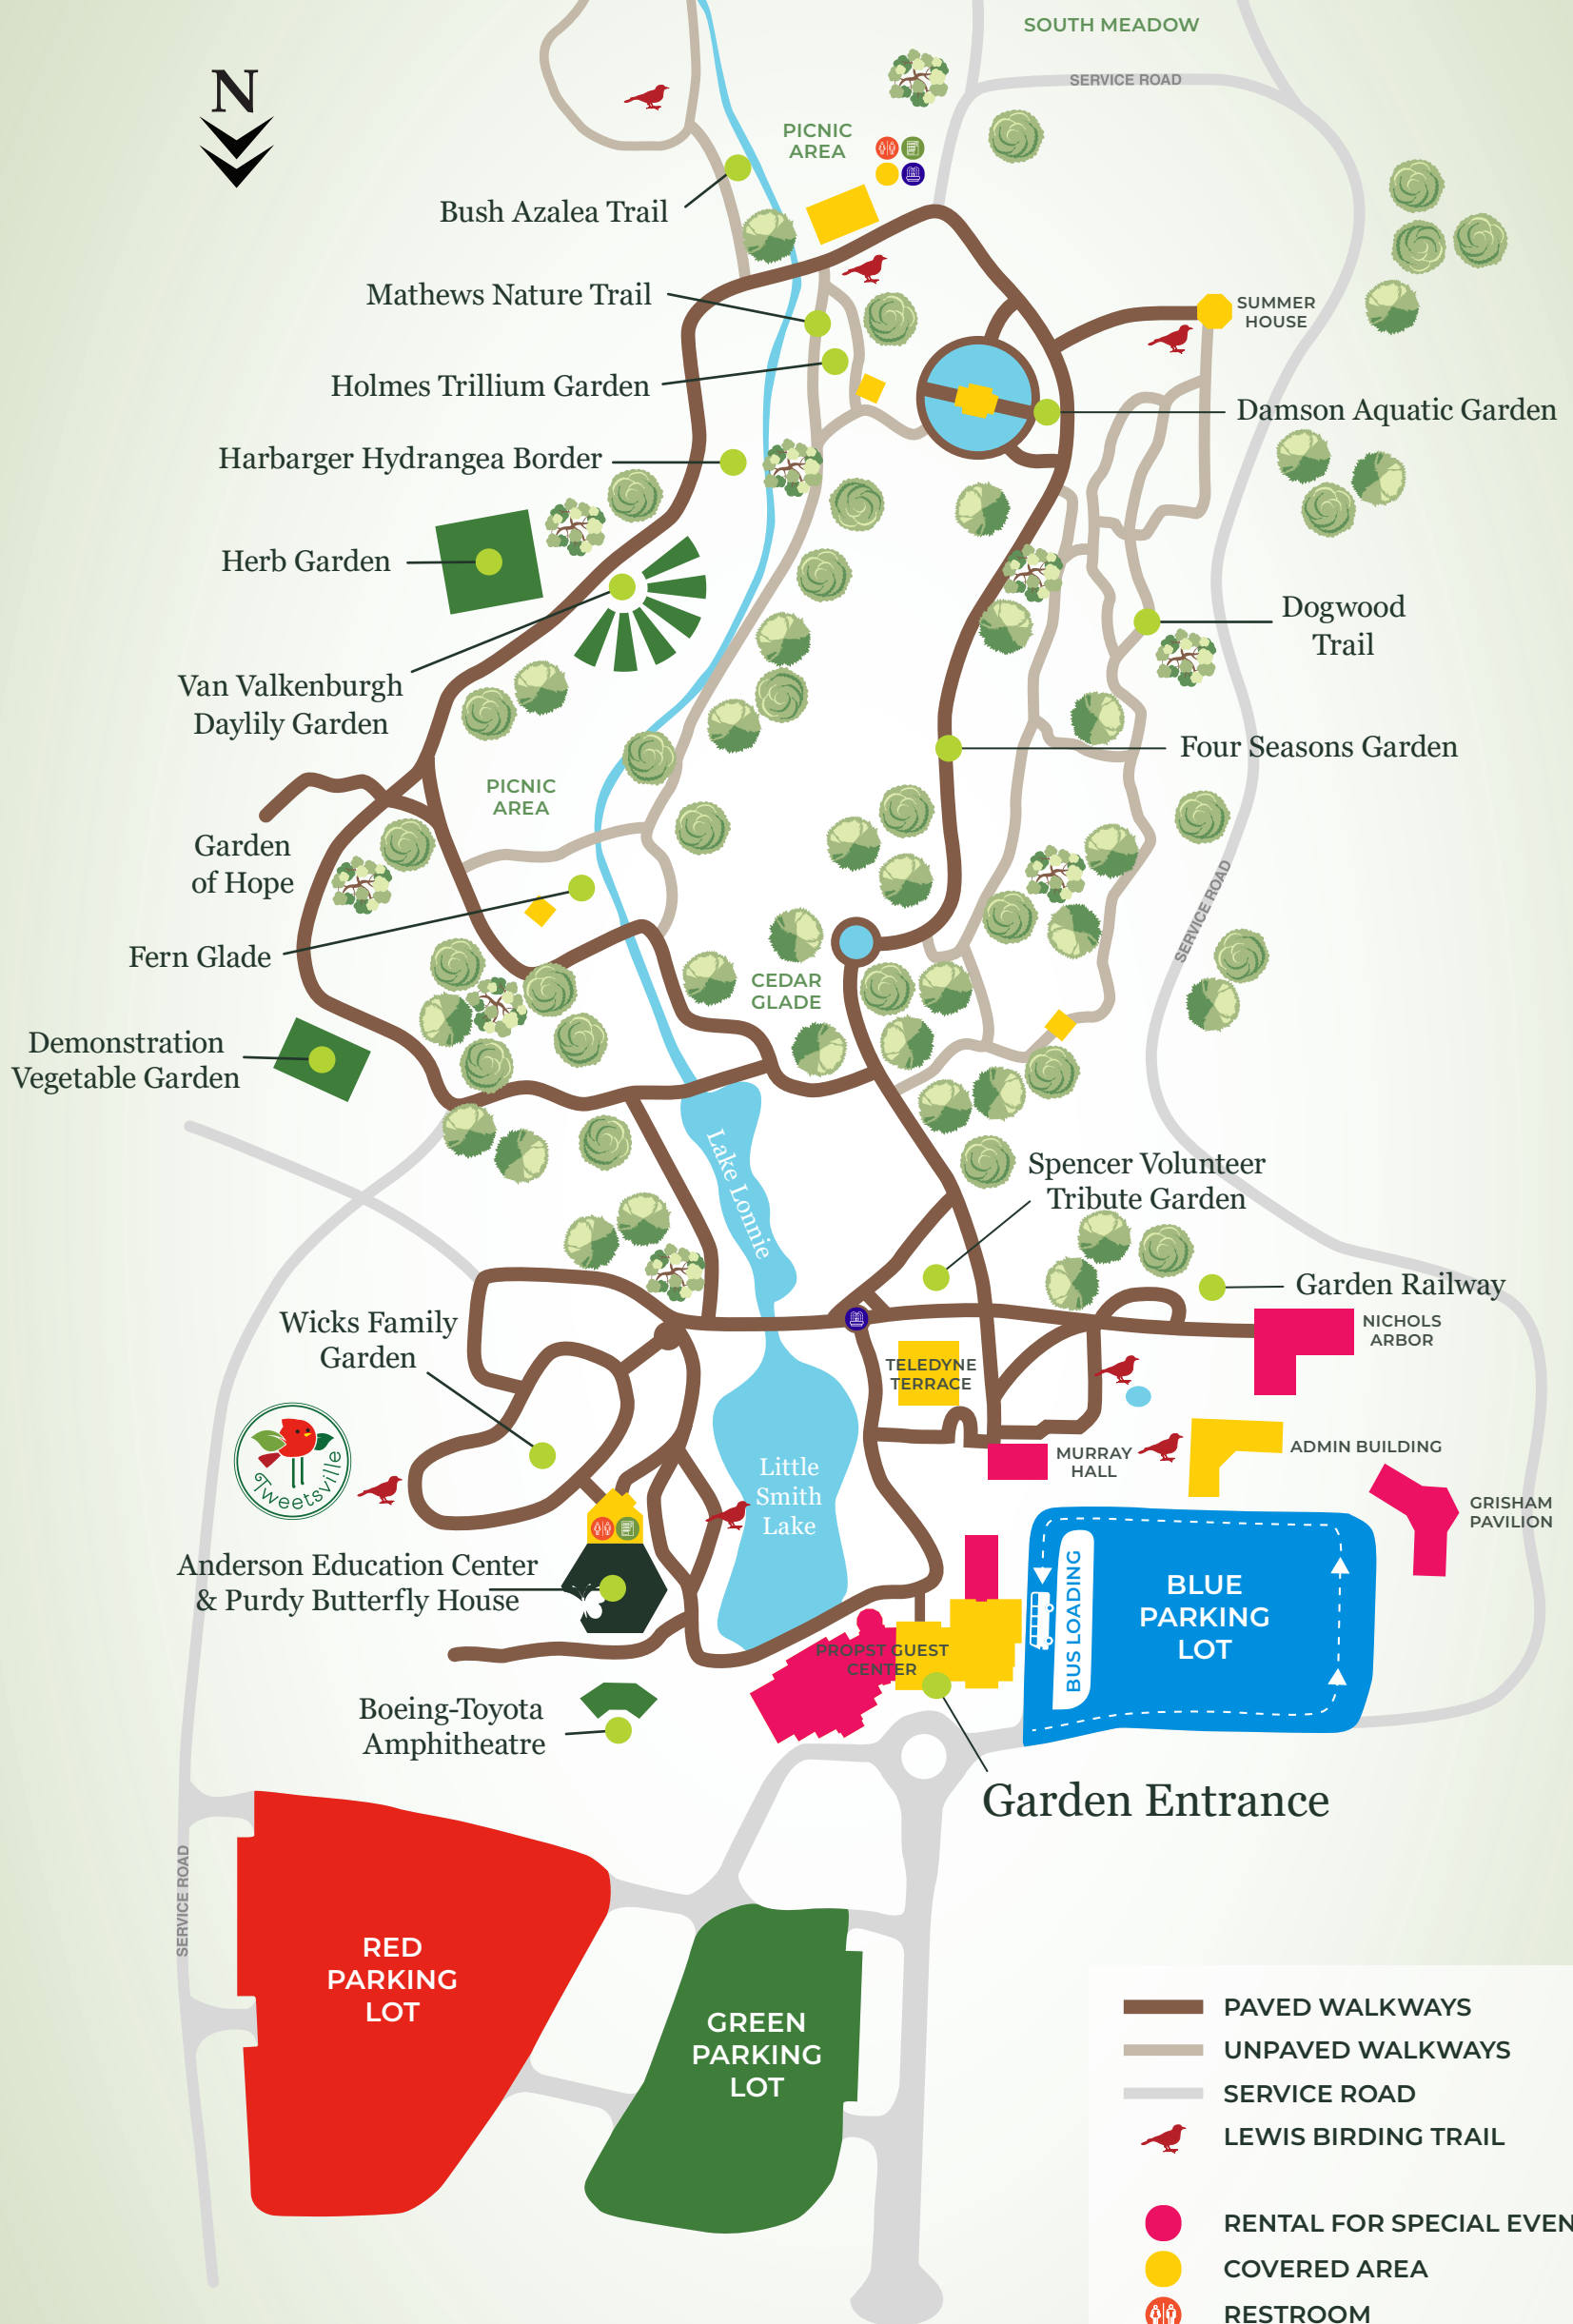 SOUTH MEADOW
SERVICE ROAD
N
PICNIC
AREA
Bush Azalea Trail
Mathews Nature Trail
SUMMER
HOUSE
Holmes Trillium Garden
Damson Aquatic Garden
Harbarger Hydrangea Border
Herb Garden
Dogwood
Trail
Van Valkenburgh
Daylily Garden
Four Seasons Garden
PICNIC
AREA
Garden
of Hope
SERVICE ROAD
Fern Glade
CEDAR
GLADE
Demonstration
Vegetable Garden
Lake Lonnie
Spencer Volunteer
Tribute Garden
Garden Railway
Wicks Family
Garden
NICHOLS
ARBOR
TELEDYNE
TERRACE
Tweetsville
MURRAY
HALL
ADMIN BUILDING
Little
Smith
Lake
GRISHAM
PAVILION
Anderson Education Center
& Purdy Butterfly House
BUS LOADING
BLUE
PARKING
LOT
PROPST GUEST
CENTER
Boeing-Toyota
Amphitheatre
Garden Entrance
SERVICE ROAD
RED
PARKING
LOT
GREEN
PARKING
LOT
PAVED WALKWAYS
UNPAVED WALKWAYS
SERVICE ROAD
LEWIS BIRDING TRAIL
RENTAL FOR SPECIAL EVEN
COVERED AREA
RESTROOM